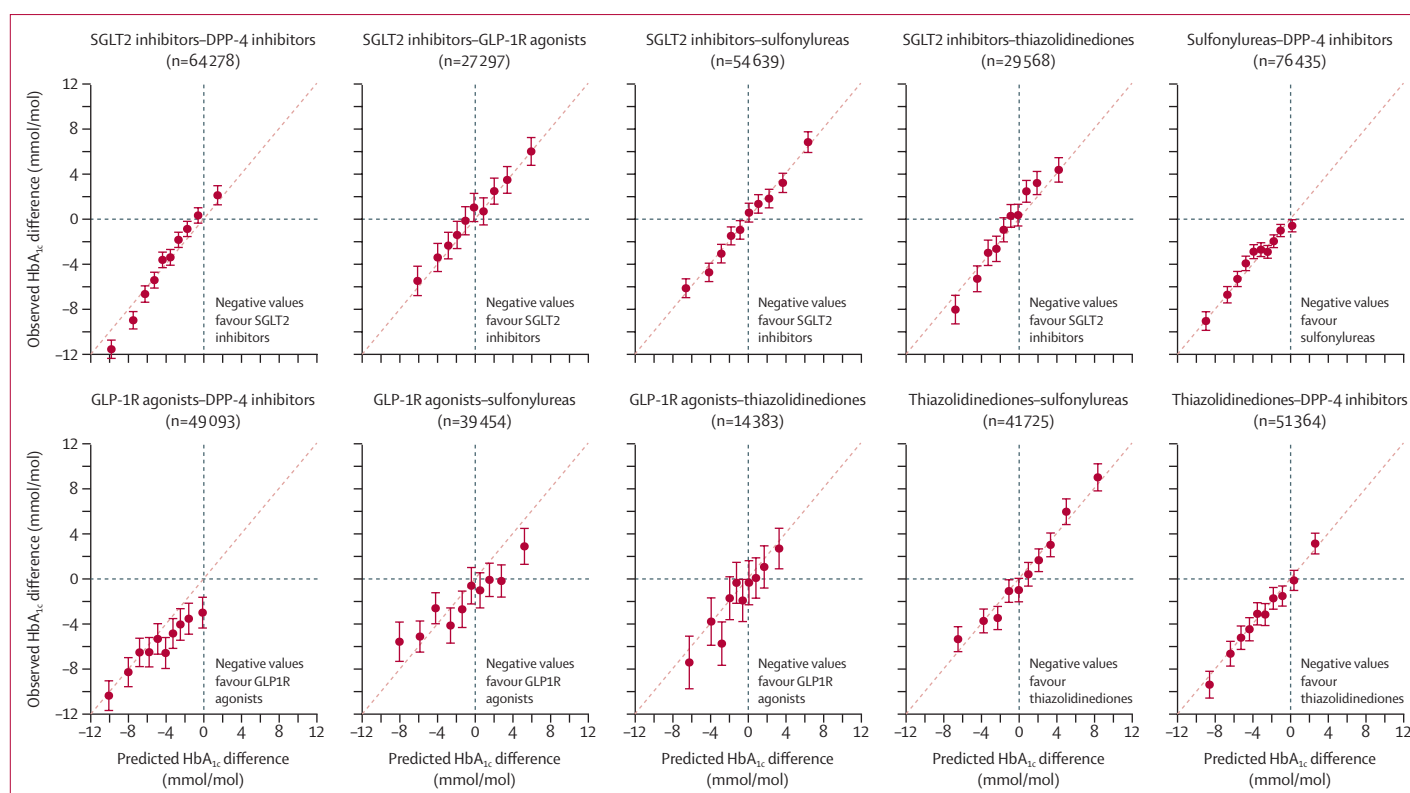 SGLT2 inhibitors–DPP-4 inhibitors
(n=64278)
SGLT2 inhibitors–GLP-1R agonists
(n=27297)
SGLT2 inhibitors–sulfonylureas
(n=54639)
SGLT2 inhibitors–thiazolidinediones
(n=29568)
Sulfonylureas–DPP-4 inhibitors
(n=76435)
Observed HbA1c difference (mmol/mol)
12
8
4
0
−4
−8
−12
Negative values
favour SGLT2
inhibitors
Negative values
favour SGLT2
inhibitors
Negative values
favour SGLT2
inhibitors
Negative values
favour SGLT2
inhibitors
Negative values
favour
sulfonylureas
GLP-1R agonists–DPP-4 inhibitors
(n=49093)
GLP-1R agonists–sulfonylureas
(n=39454)
GLP-1R agonists–thiazolidinediones
(n=14383)
Thiazolidinediones–sulfonylureas
(n=41725)
Thiazolidinediones–DPP-4 inhibitors
(n=51364)
Observed HbA1c difference (mmol/mol)
12
8
4
0
−4
−8
−12
Negative values
favour GLP1R
agonists
Negative values
favour GLP1R
agonists
Negative values
favour GLP1R
agonists
Negative values
favour
thiazolidinediones
Negative values
favour
thiazolidinediones
−12 −8 −4 0 4 8 12
−12 −8 −4 0 4 8 12
−12 −8 −4 0 4 8 12
−12 −8 −4 0 4 8 12
−12 −8 −4 0 4 8 12
Predicted HbA1c difference
(mmol/mol)
Predicted HbA1c difference
(mmol/mol)
Predicted HbA1c difference
(mmol/mol)
Predicted HbA1c difference
(mmol/mol)
Predicted HbA1c difference
(mmol/mol)